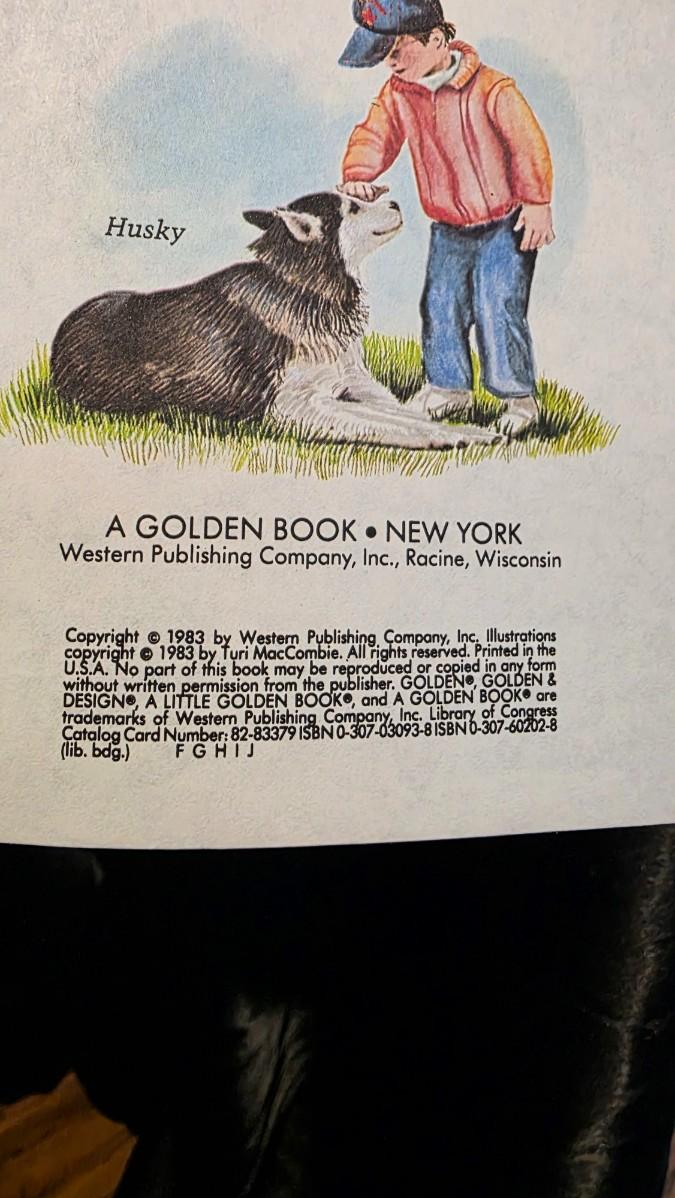 Husky
A GOLDEN BOOK • NEW YORK
Western Publishing Company, Inc., Racine, Wisconsin
Copyright © 1983 by Western Publishing Company, Inc. Illustrations
copyright © 1983 by Turi MacCombie. All rights reserved. Printed in the
U.S.A. No part of this book may be reproduced or copied in any form
without written permission from the publisher. GOLDEN®, GOLDEN &
DESIGN®, A LITTLE GOLDEN BOOK®, and A GOLDEN BOOK® are
trademarks of Western Publishing Company, Inc. Library of Congress
Catalog Card Number: 82-83379 ISBN 0-307-03093-8 ISBN 0-307-60202-8
(lib. bdg.) F G H I J